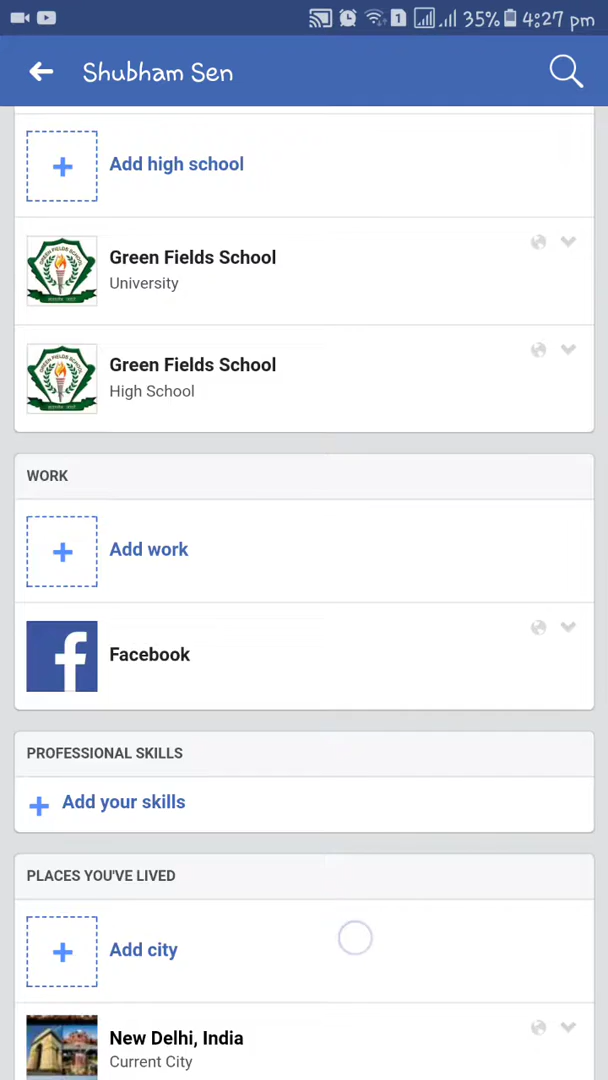 1 35% 4:27 pm
Shubham Sen
Add high school
Green Fields School
University
Green Fields School
High School
WORK
Add work
f
Facebook
PROFESSIONAL SKILLS
Add your skills
PLACES YOU'VE LIVED
Add city
New Delhi, India
Current City